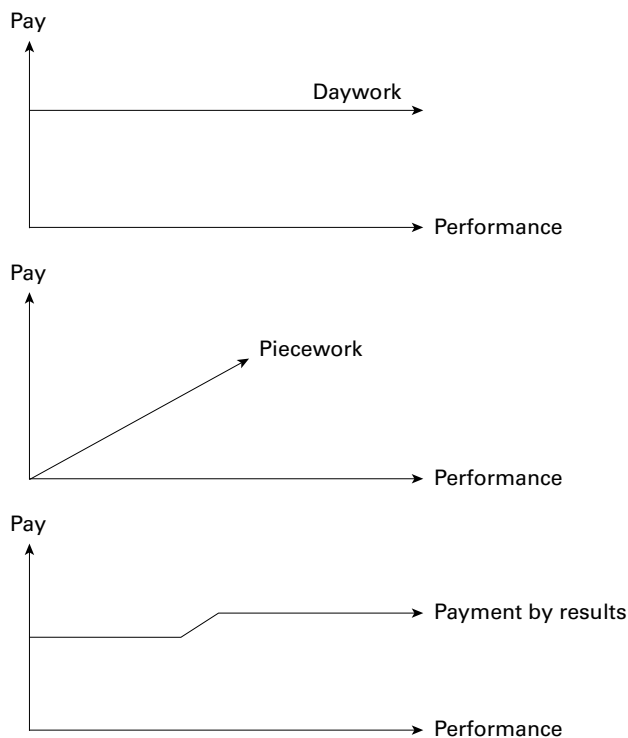 Pay
Daywork
Performance
Pay
Piecework
Performance
Pay
Payment by results
Performance